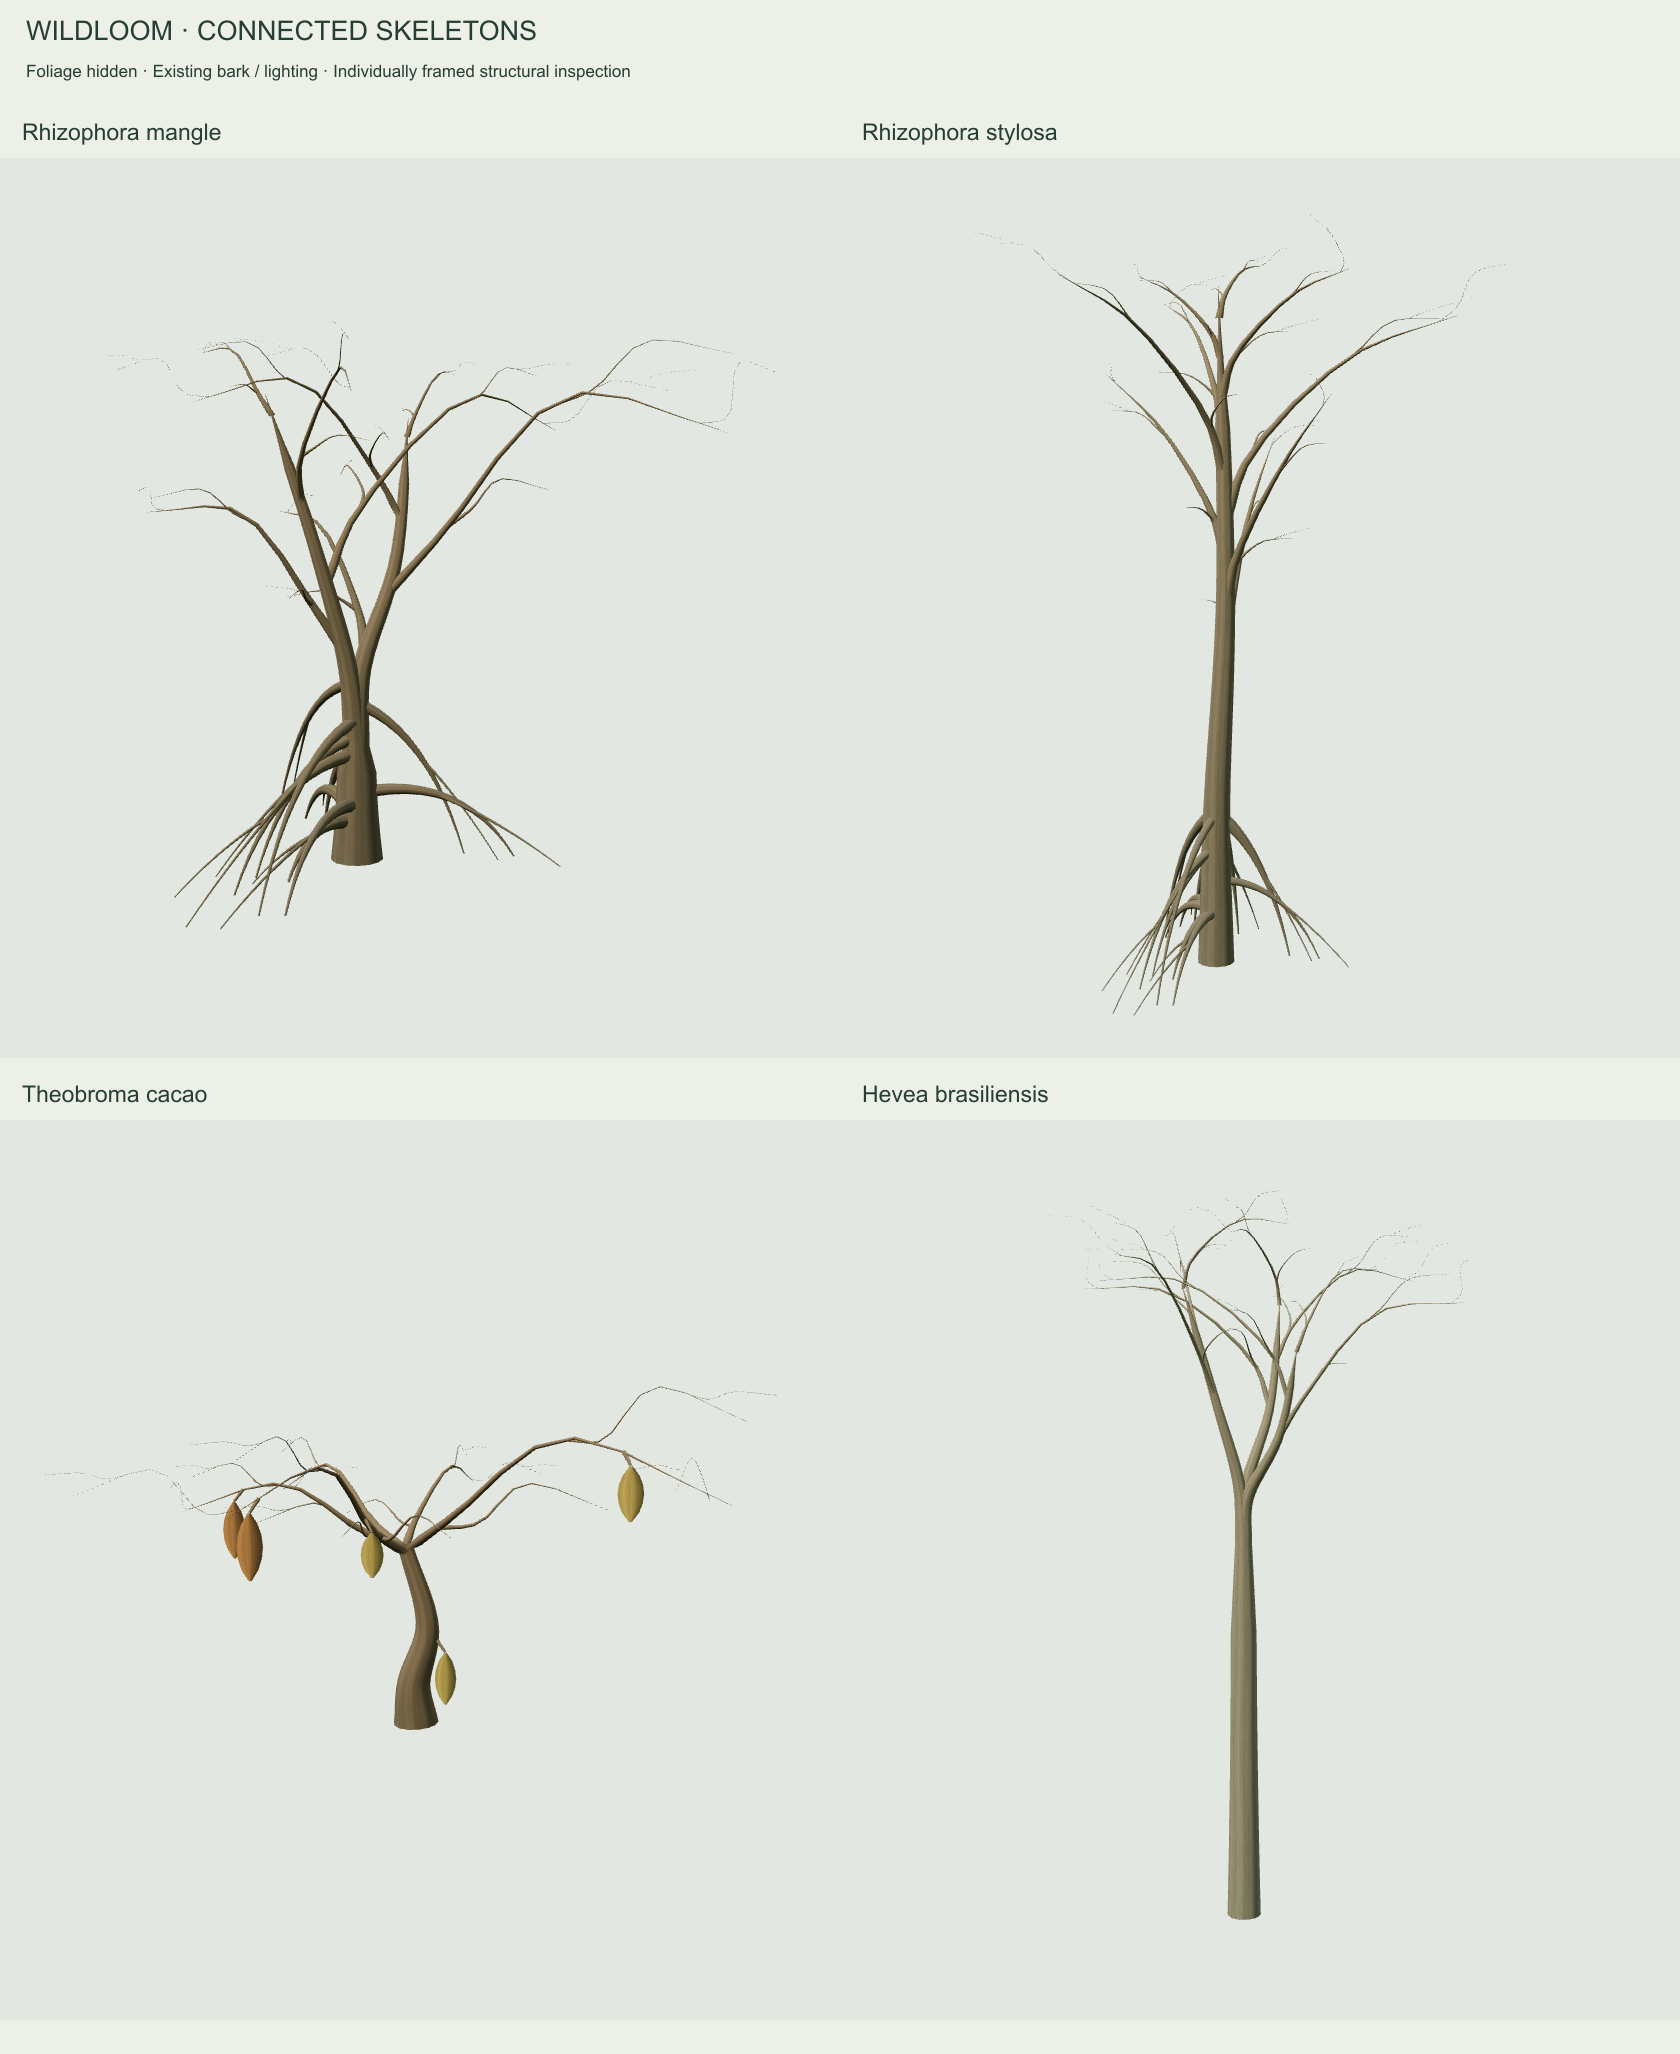 WILDLOOM · CONNECTED SKELETONS
Foliage hidden · Existing bark / lighting · Individually framed structural inspection
Rhizophora mangle
Rhizophora stylosa
Theobroma cacao
Hevea brasiliensis